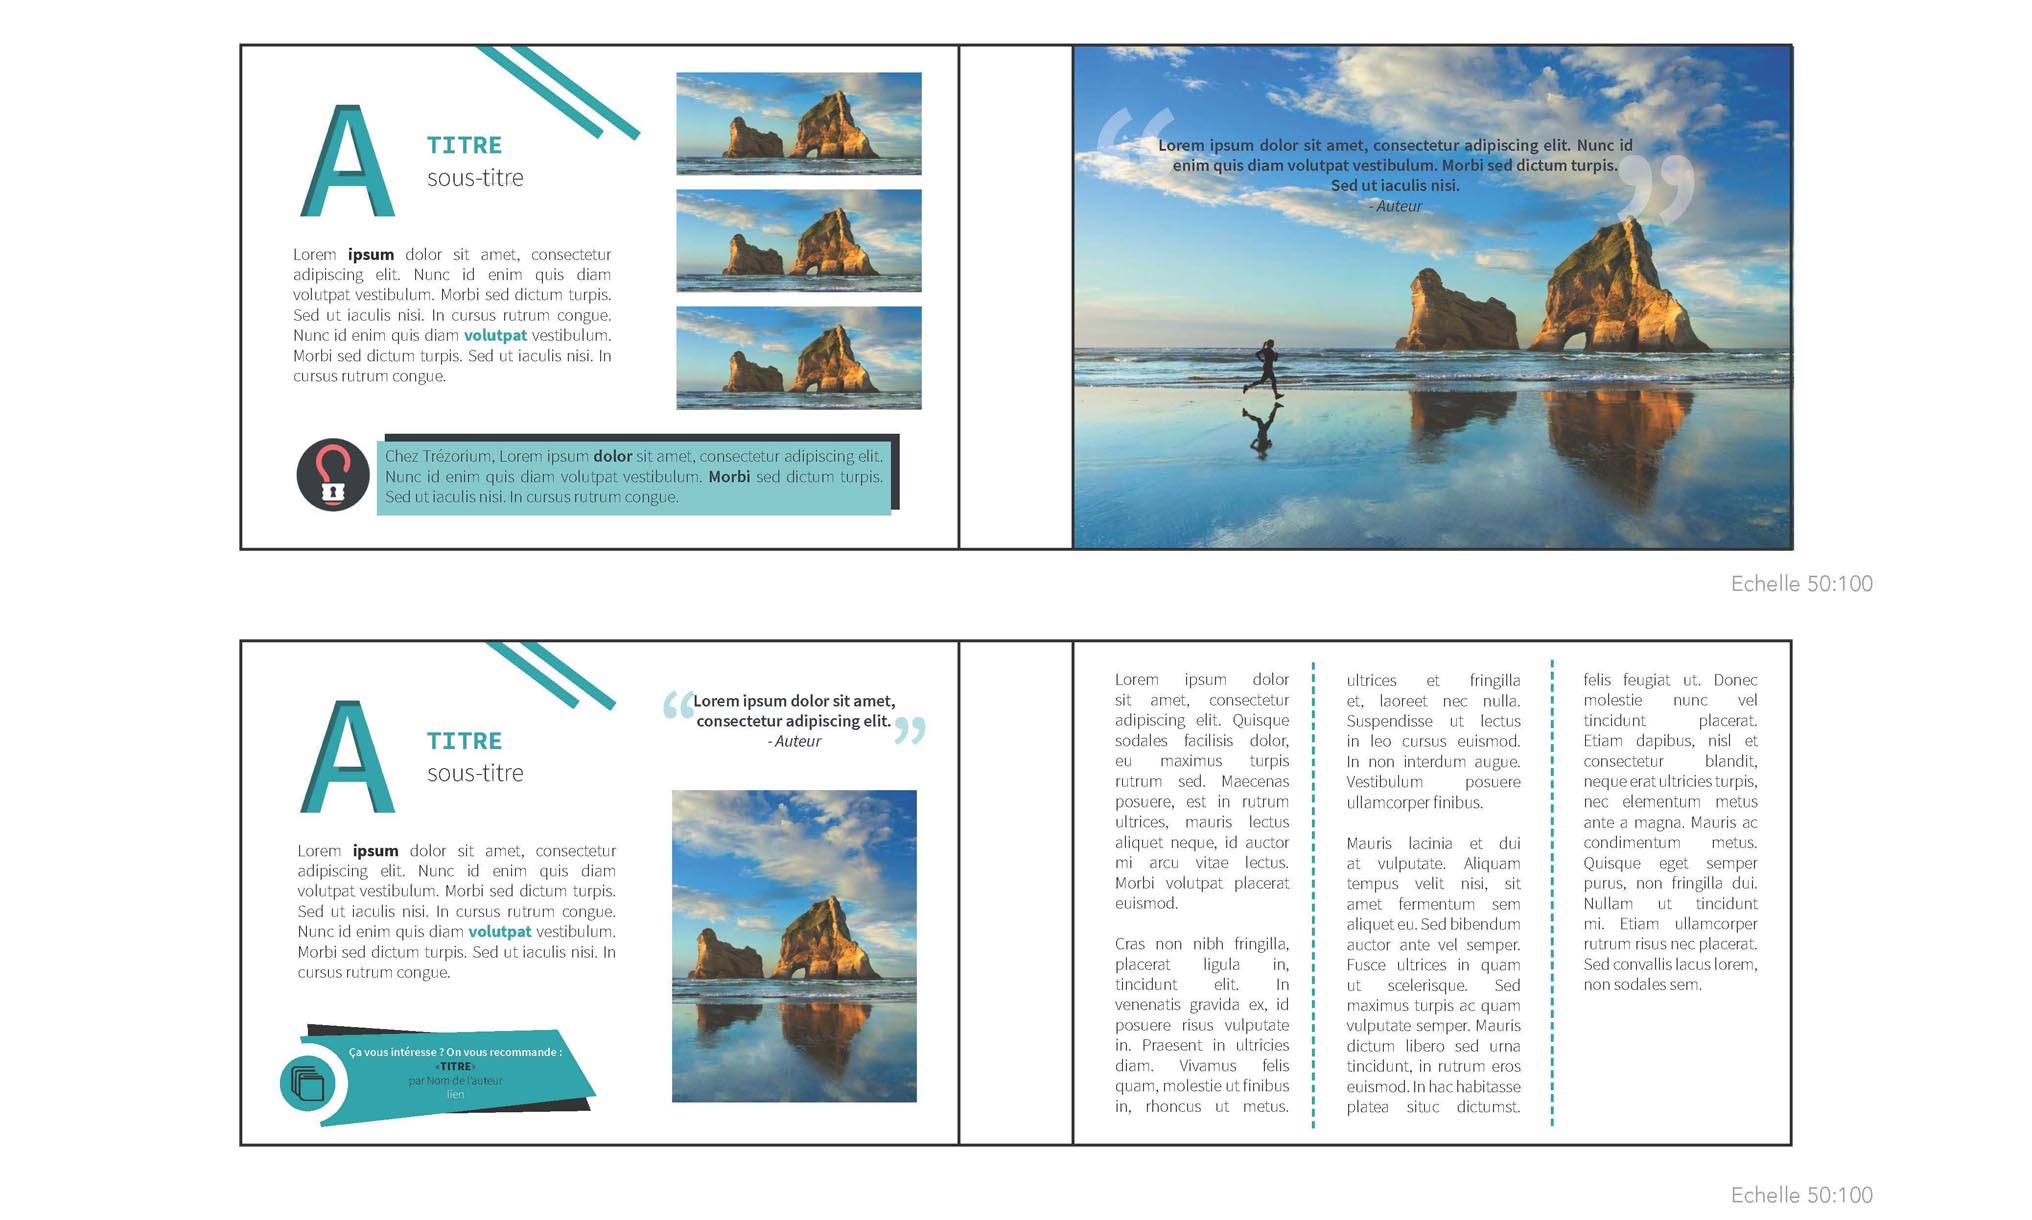 A
TITRE
sous-titre
Lorem ipsum dolor sit amet, consectetur
adipiscing elit. Nunc id enim quis diam
volutpat vestibulum. Morbi sed dictum turpis.
Sed ut iaculis nisi. In cursus rutrum congue.
Nunc id enim quis diam volutpat vestibulum.
Morbi sed dictum turpis. Sed ut iaculis nisi. In
cursus rutrum congue.
Chez Trézorium, Lorem ipsum dolor sit amet, consectetur adipiscing elit.
Nunc id enim quis diam volutpat vestibulum. Morbi sed dictum turpis.
Sed ut iaculis nisi. In cursus rutrum congue.
“
Lorem ipsum dolor sit amet, consectetur adipiscing elit. Nunc id
enim quis diam volutpat vestibulum. Morbi sed dictum turpis.
Sed ut iaculis nisi.
- Auteur
”
Echelle 50:100
A
TITRE
sous-titre
Lorem ipsum dolor sit amet, consectetur
adipiscing elit. Nunc id enim quis diam
volutpat vestibulum. Morbi sed dictum turpis.
Sed ut iaculis nisi. In cursus rutrum congue.
Nunc id enim quis diam volutpat vestibulum.
Morbi sed dictum turpis. Sed ut iaculis nisi. In
cursus rutrum congue.
Ça vous intéresse ? On vous recommande :
«TITRE»
par Nom de l'auteur
lien
“
Lorem ipsum dolor sit amet,
consectetur adipiscing elit.
- Auteur
”
Lorem ipsum dolor
sit amet, consectetur
adipiscing elit. Quisque
sodales facilisis dolor,
eu maximus turpis
rutrum sed. Maecenas
posuere, est in rutrum
ultrices, mauris lectus
aliquet neque, id auctor
mi arcu vitae lectus.
Morbi volutpat placerat
euismod.
Cras non nibh fringilla,
placerat ligula in,
tincidunt elit. In
venenatis gravida ex, id
posuere risus vulputate
in. Praesent in ultricies
diam. Vivamus felis
quam, molestie ut finibus
in, rhoncus ut metus.
ultrices et fringilla
et, laoreet nec nulla.
Suspendisse ut lectus
in leo cursus euismod.
In non interdum augue.
Vestibulum posuere
ullamcorper finibus.
Mauris lacinia et dui
at vulputate. Aliquam
tempus velit nisi, sit
amet fermentum sem
aliquet eu. Sed bibendum
auctor ante vel semper.
Fusce ultrices in quam
ut scelerisque. Sed
maximus turpis ac quam
vulputate semper. Mauris
dictum libero sed urna
tincidunt, in rutrum eros
euismod. In hac habitasse
platea situc dictumst.
felis feugiat ut. Donec
molestie nunc vel
tincidunt placerat.
Etiam dapibus, nisl et
consectetur blandit,
neque erat ultricies turpis,
nec elementum metus
ante a magna. Mauris ac
condimentum metus.
Quisque eget semper
purus, non fringilla dui.
Nullam ut tincidunt
mi. Etiam ullamcorper
rutrum risus nec placerat.
Sed convallis lacus lorem,
non sodales sem.
Echelle 50:100